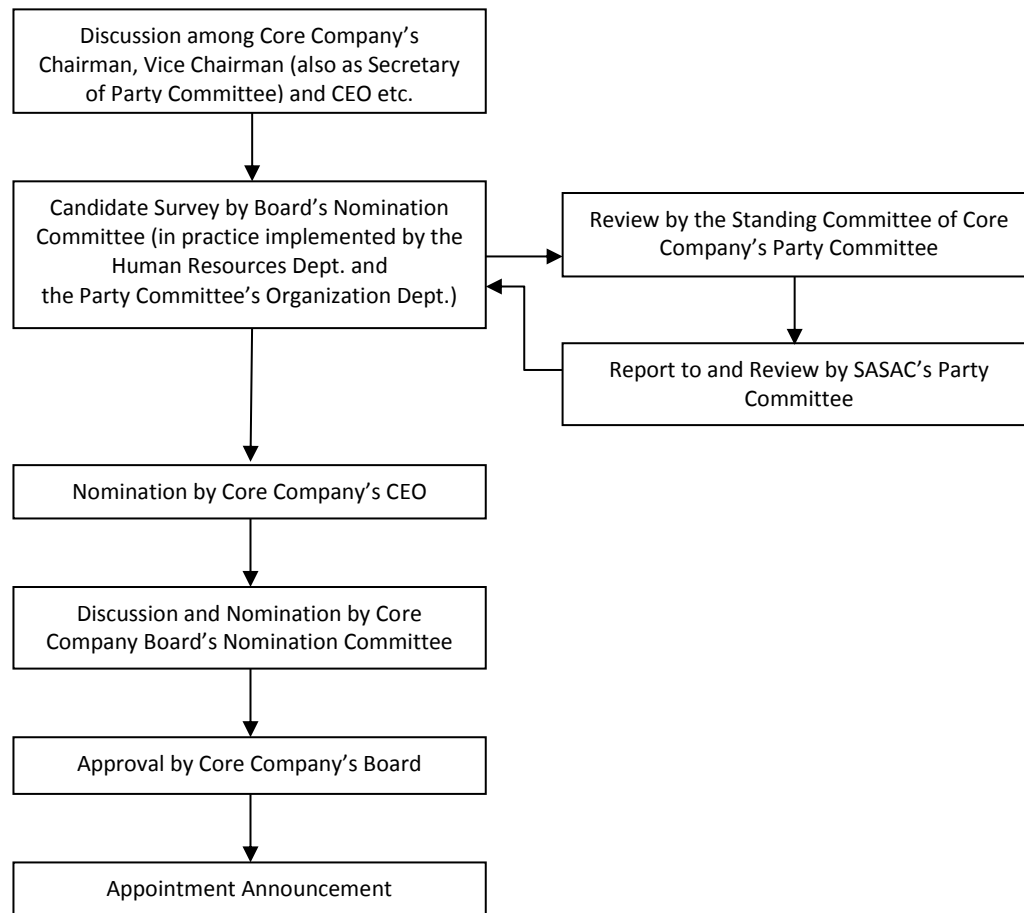 Discussion among Core Company’s
Chairman, Vice Chairman (also as Secretary
of Party Committee) and CEO etc.
Candidate Survey by Board’s Nomination
Committee (in practice implemented by the
Human Resources Dept. and
the Party Committee’s Organization Dept.)
Review by the Standing Committee of Core
Company’s Party Committee
Report to and Review by SASAC’s Party
Committee
Nomination by Core Company’s CEO
Discussion and Nomination by Core
Company Board’s Nomination Committee
Approval by Core Company’s Board
Appointment Announcement